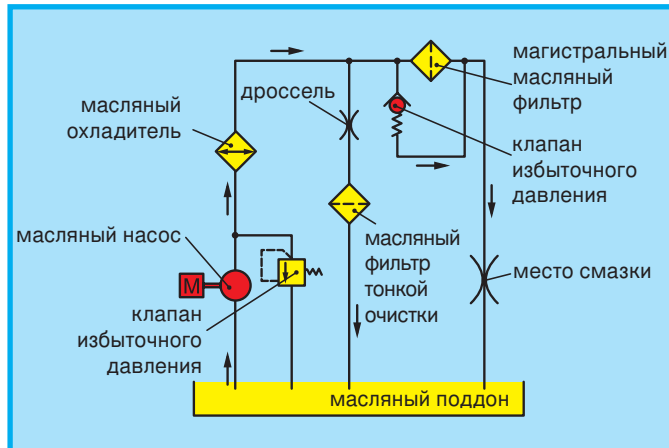 магистральный
масляный
фильтр
дроссель
масляный
охладитель
клапан
избыточного
давления
масляный насос
М
масляный
фильтр
тонкой
очистки
место смазки
клапан
избыточного
давления
масляный поддон